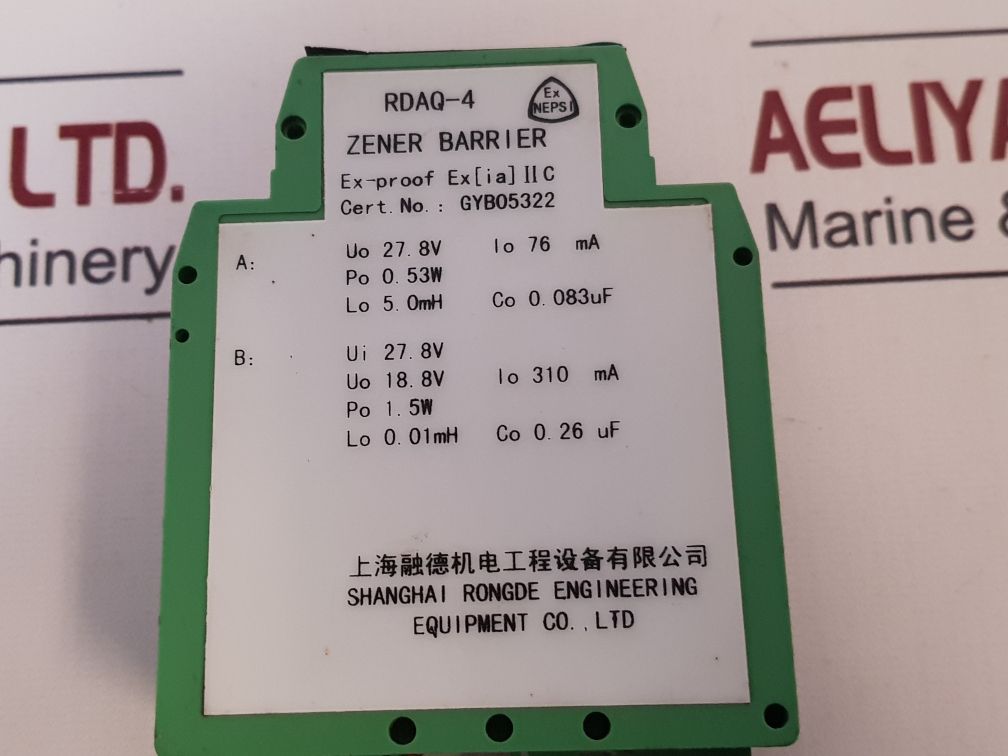 RDAQ-4
Ex
NEPSI
ZENER BARRIER
Ex-proof Ex[ia]ⅡC
Cert.No.: GYB05322
A: Uo 27.8V Io 76 mA
Po 0.53W
Lo 5.0mH Co 0.083uF
B: Ui 27.8V
Uo 18.8V Io 310 mA
Po 1.5W
Lo 0.01mH Co 0.26 uF
上海融德机电工程设备有限公司
SHANGHAI RONGDE ENGINEERING
EQUIPMENT CO.,LTD
LTD.
hinery
AELIYA
Marine &